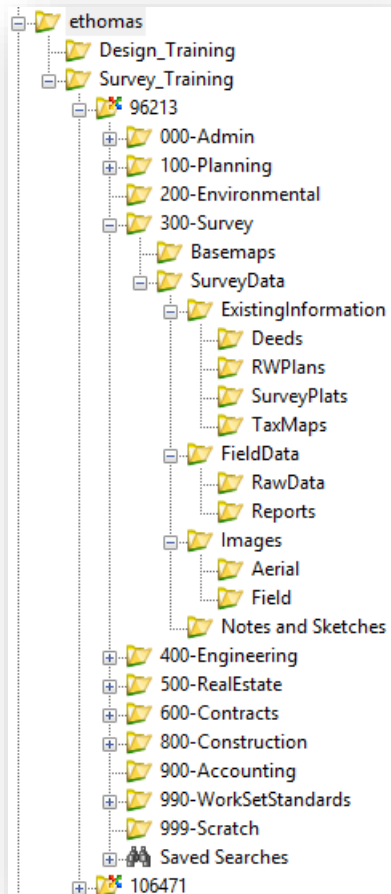 ethomas
Design_Training
Survey_Training
96213
000-Admin
100-Planning
200-Environmental
300-Survey
Basemaps
SurveyData
ExistingInformation
Deeds
RWPlans
SurveyPlats
TaxMaps
FieldData
RawData
Reports
Images
Aerial
Field
Notes and Sketches
400-Engineering
500-RealEstate
600-Contracts
800-Construction
900-Accounting
990-WorkSetStandards
999-Scratch
Saved Searches
106471